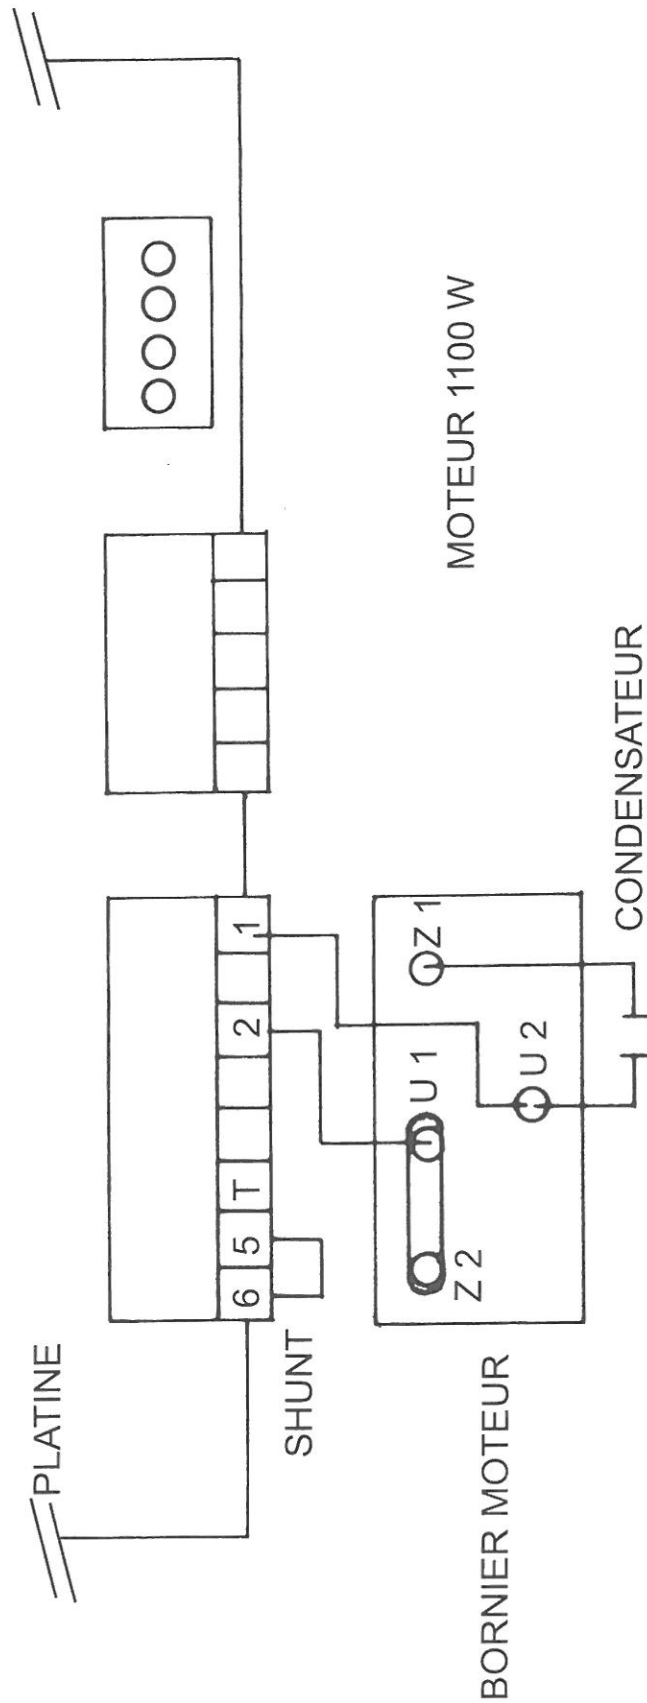 PLATINE
6 5 T 2 1
SHUNT
MOTEUR 1100 W
BORNIER MOTEUR
Z 2
U 1
Z 1
U 2
CONDENSATEUR